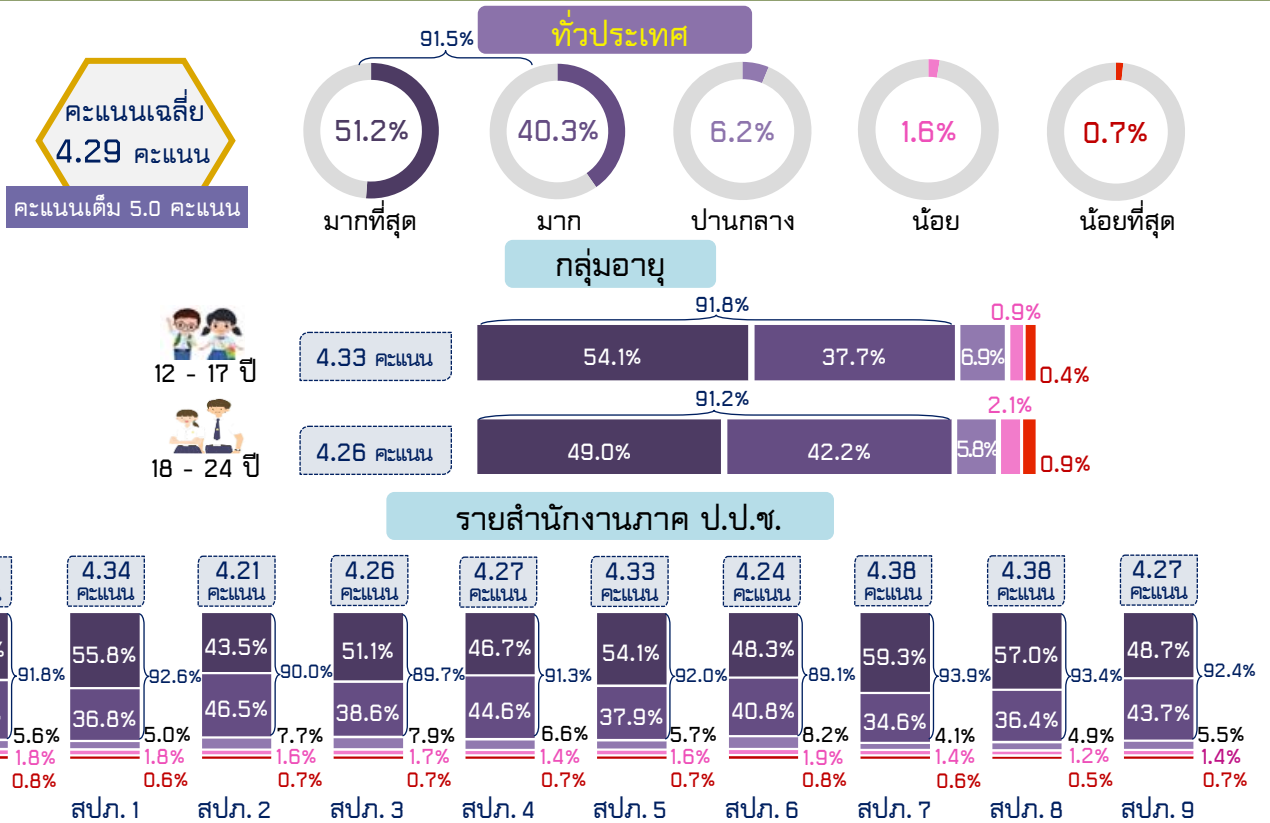 ทั่วประเทศ
91.5%
คะแนนเฉลี่ย
4.29 คะแนน
คะแนนเต็ม 5.0 คะแนน
51.2%
40.3%
6.2%
1.6%
0.7%
มากที่สุด
มาก
ปานกลาง
น้อย
น้อยที่สุด
กลุ่มอายุ
91.8%
0.9%
12 - 17 ปี
4.33 คะแนน
54.1%
37.7%
6.9%
0.4%
91.2%
2.1%
18 - 24 ปี
4.26 คะแนน
49.0%
42.2%
5.8%
0.9%
รายสำนักงานภาค ป.ป.ช.
4.34
คะแนน
4.21
คะแนน
4.26
คะแนน
4.27
คะแนน
4.33
คะแนน
4.24
คะแนน
4.38
คะแนน
4.38
คะแนน
4.27
คะแนน
91.8%
5.6%
1.8%
0.8%
55.8%
92.6%
36.8%
5.0%
1.8%
0.6%
สปภ. 1
43.5%
90.0%
46.5%
7.7%
1.6%
0.7%
สปภ. 2
51.1%
89.7%
38.6%
7.9%
1.7%
0.7%
สปภ. 3
46.7%
91.3%
44.6%
6.6%
1.4%
0.7%
สปภ. 4
54.1%
92.0%
37.9%
5.7%
1.6%
0.7%
สปภ. 5
48.3%
89.1%
40.8%
8.2%
1.9%
0.8%
สปภ. 6
59.3%
93.9%
34.6%
4.1%
1.4%
0.6%
สปภ. 7
57.0%
93.4%
36.4%
4.9%
1.2%
0.5%
สปภ. 8
48.7%
92.4%
43.7%
5.5%
1.4%
0.7%
สปภ. 9